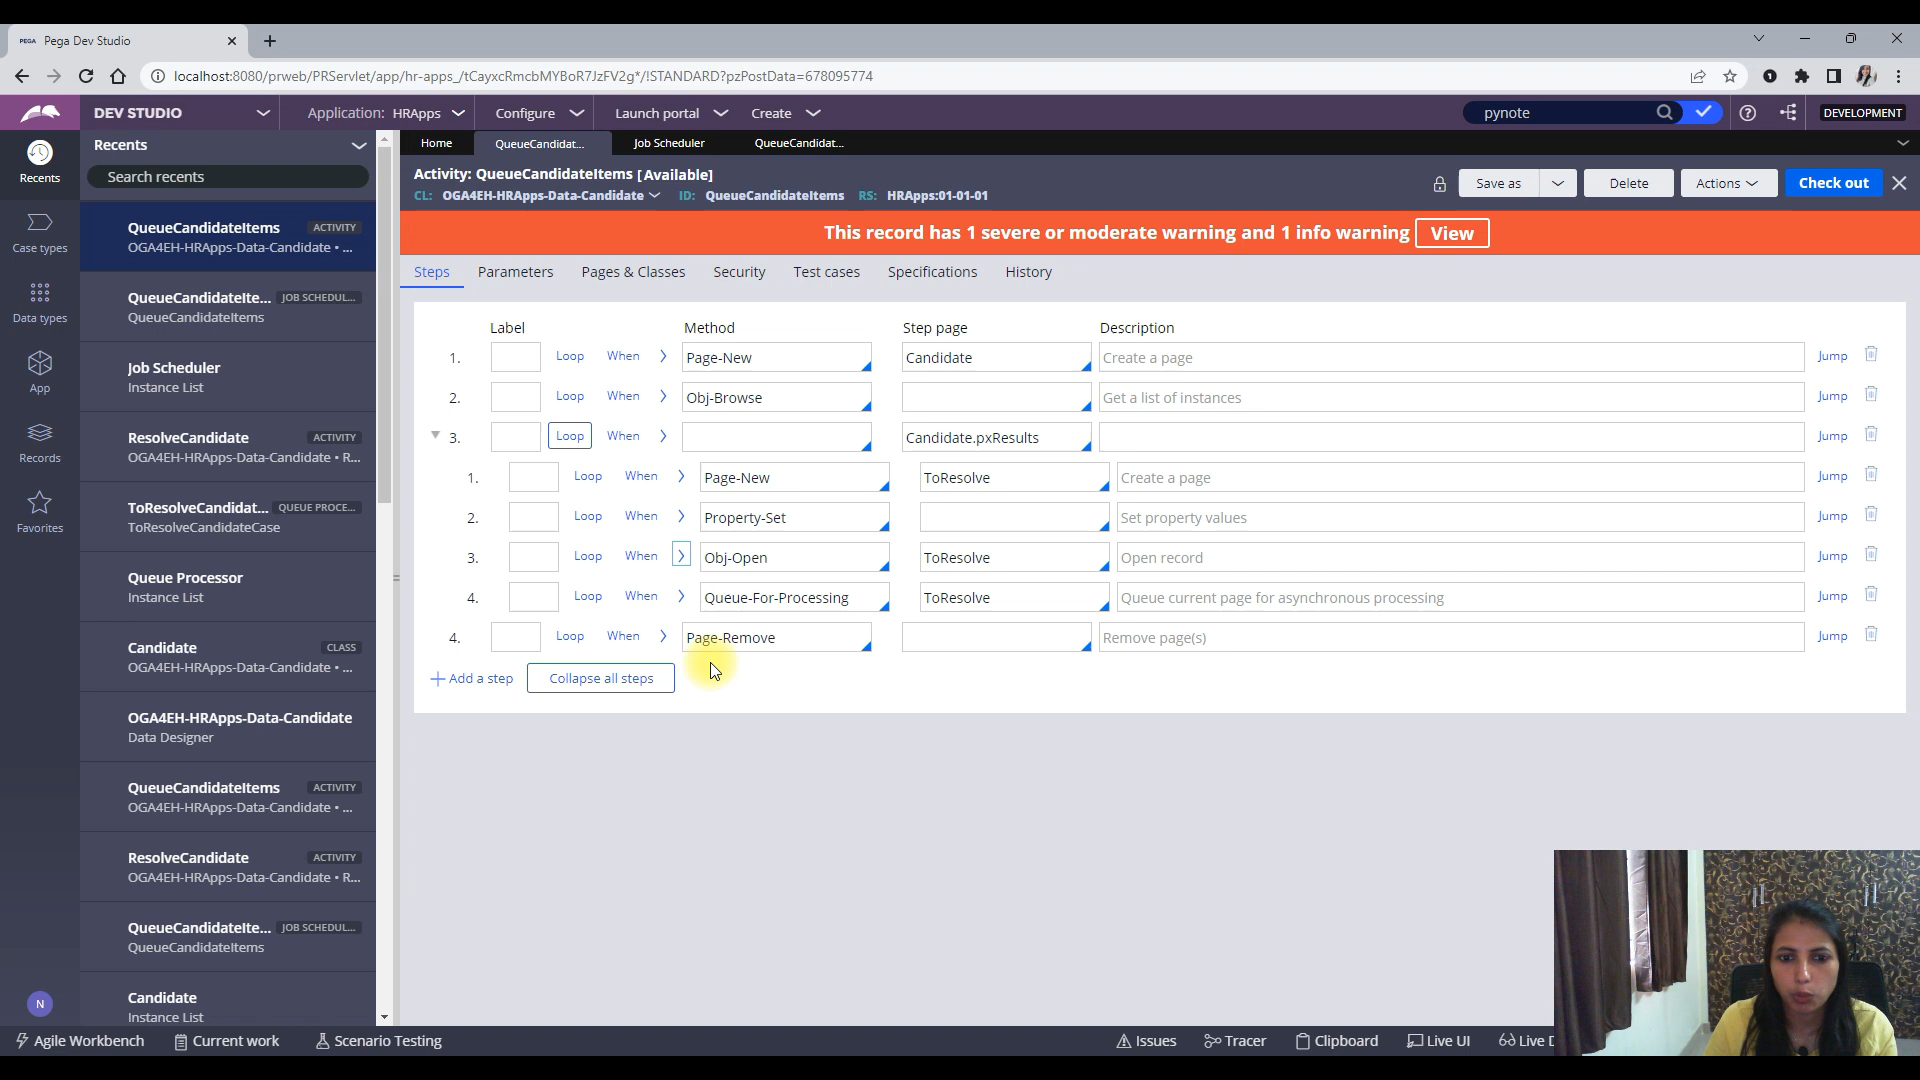 PEGA Pega Dev Studio
localhost:8080/prweb/PRServlet/app/hr-apps_/tCayxcRmcbMYBoR7JzFV2g*/!STANDARD?pzPostData=678095774
DEV STUDIO
Application: HRApps
Configure
Launch portal
Create
pynote
DEVELOPMENT
Recents
Case types
Data types
App
Records
Favorites
N
Recents
Search recents
QueueCandidateItems ACTIVITY
OGA4EH-HRApps-Data-Candidate • ...
QueueCandidateIte... JOB SCHEDUL...
QueueCandidateItems
Job Scheduler
Instance List
ResolveCandidate ACTIVITY
OGA4EH-HRApps-Data-Candidate • R...
ToResolveCandidat... QUEUE PROCE...
ToResolveCandidateCase
Queue Processor
Instance List
Candidate CLASS
OGA4EH-HRApps-Data-Candidate • ...
OGA4EH-HRApps-Data-Candidate
Data Designer
QueueCandidateItems ACTIVITY
OGA4EH-HRApps-Data-Candidate • ...
ResolveCandidate ACTIVITY
OGA4EH-HRApps-Data-Candidate • R...
QueueCandidateIte... JOB SCHEDUL...
QueueCandidateItems
Candidate
Instance List
Home QueueCandidat... Job Scheduler QueueCandidat...
Activity: QueueCandidateItems [Available]
CL: OGA4EH-HRApps-Data-Candidate ID: QueueCandidateItems RS: HRApps:01-01-01
Save as Delete Actions Check out
This record has 1 severe or moderate warning and 1 info warning View
Steps Parameters Pages & Classes Security Test cases Specifications History
Label Method Step page Description
1. Loop When Page-New Candidate Create a page Jump
2. Loop When Obj-Browse Get a list of instances Jump
3. Loop When Candidate.pxResults Jump
1. Loop When Page-New ToResolve Create a page Jump
2. Loop When Property-Set Set property values Jump
3. Loop When Obj-Open ToResolve Open record Jump
4. Loop When Queue-For-Processing ToResolve Queue current page for asynchronous processing Jump
4. Loop When Page-Remove Remove page(s) Jump
Add a step Collapse all steps
Agile Workbench Current work Scenario Testing Issues Tracer Clipboard Live UI Live D